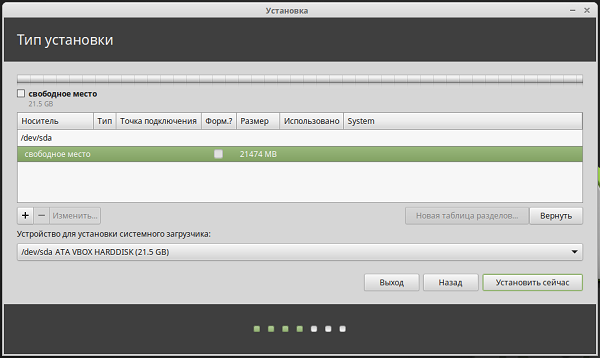 Установка
Тип установки
свободное место
21.5 GB
Носитель Тип Точка подключения Форм.? Размер Использовано System
/dev/sda
свободное место 21474 MB
+ − Изменить... Новая таблица разделов... Вернуть
Устройство для установки системного загрузчика:
/dev/sda ATA VBOX HARDDISK (21.5 GB)
Выход Назад Установить сейчас